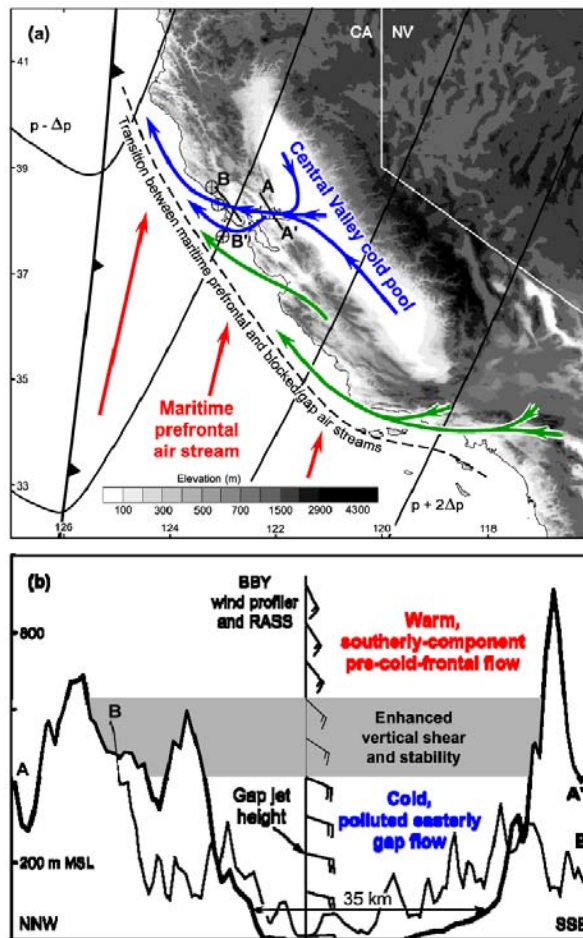 (a)
CA
NV
41
39
37
35
33
p - Δp
B
A
Central Valley cold pool
B'
A'
Transition between maritime prefrontal and blocked/gap air streams
Maritime
prefrontal
air stream
Elevation (m)
100 300 500 700 1500 2900 4300
p + 2Δp
126 124 122 120 118
(b)
BBY
wind profiler
and RASS
800
Warm,
southerly-component
pre-cold-frontal flow
B
Enhanced
vertical shear
and stability
A
A'
Gap jet
height
Cold,
polluted easterly
gap flow
200 m MSL
35 km
NNW